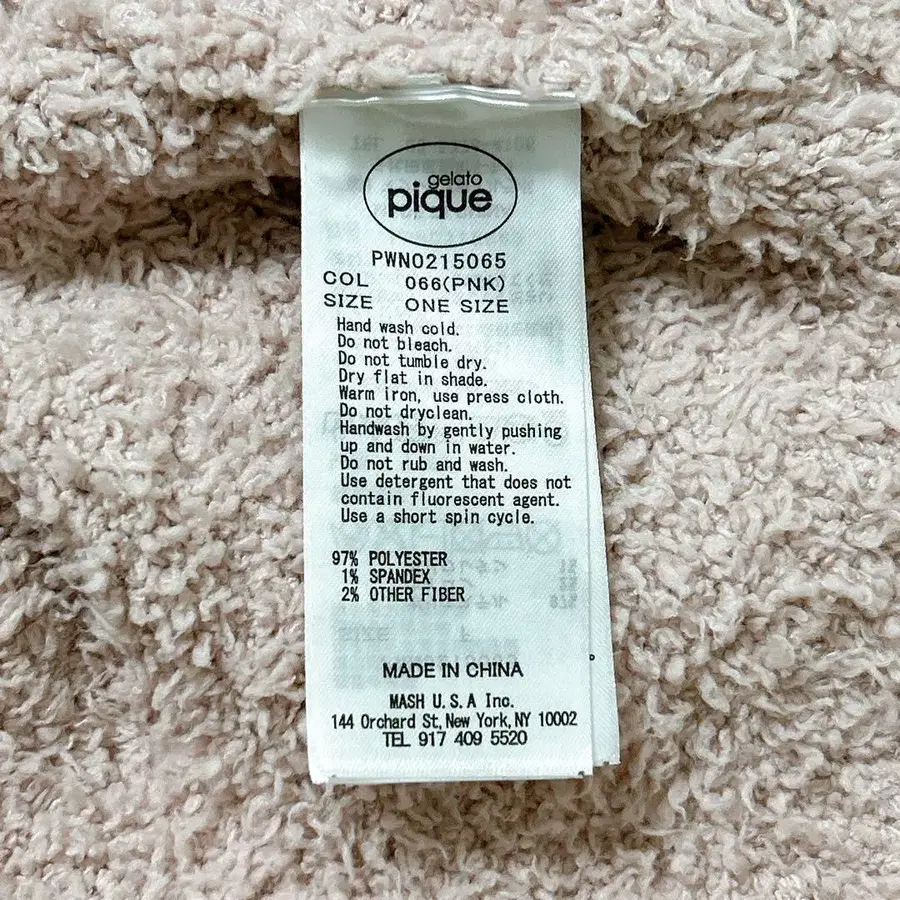 gelato
pique
PWNO215065
COL 066(PNK)
SIZE ONE SIZE
Hand wash cold.
Do not bleach.
Do not tumble dry.
Dry flat in shade.
Warm iron, use press cloth.
Do not dryclean.
Handwash by gently pushing
up and down in water.
Do not rub and wash.
Use detergent that does not
contain fluorescent agent.
Use a short spin cycle.
97% POLYESTER
1% SPANDEX
2% OTHER FIBER
MADE IN CHINA
MASH U.S.A Inc.
144 Orchard St, New York, NY 10002
TEL 917 409 5520